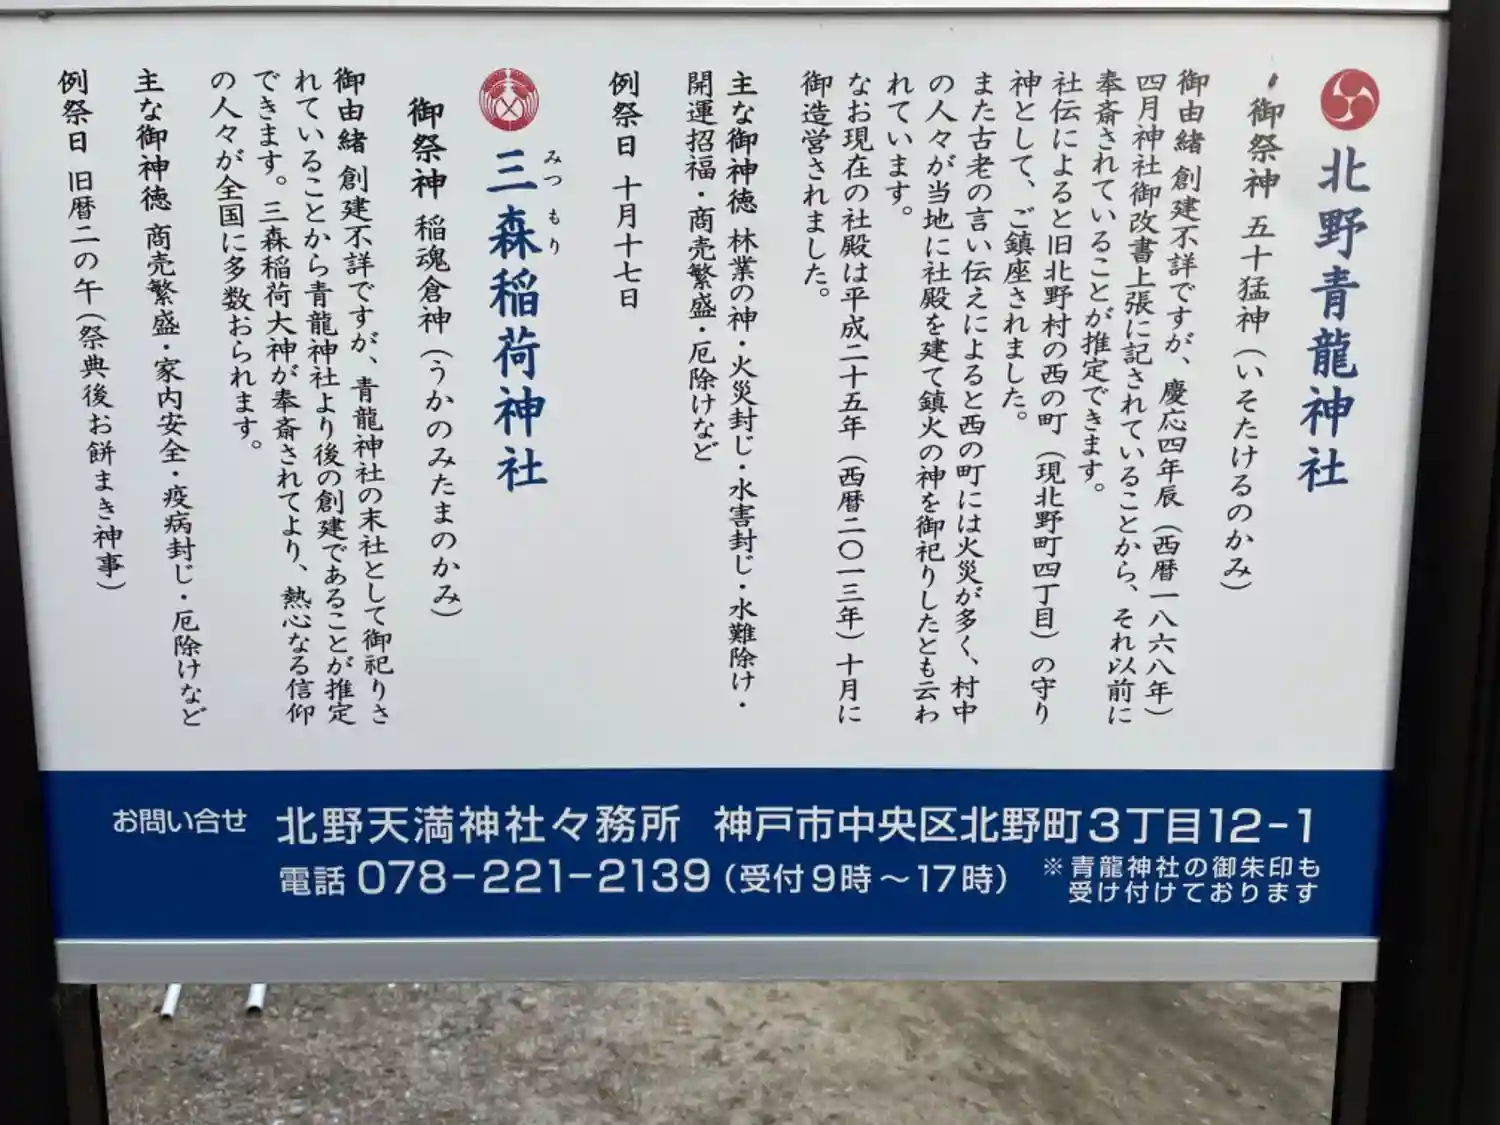 北野青龍神社
御祭神 五十猛神（いそたけるのかみ）
御由緒 創建不詳ですが、慶応四年辰（西暦一八六八年）
四月神社御改書上張に記されていることから、それ以前に
奉斎されていることが推定できます。
社伝によると旧北野村の西の町（現北野町四丁目）の守り
神として、ご鎮座されました。
また古老の言い伝えによると西の町には火災が多く、村中
の人々が当地に社殿を建て鎮火の神を御祀りしたとも云わ
れています。
なお現在の社殿は平成二十五年（西暦二〇一三年）十月に
御造営されました。
主な御神徳 林業の神・火災封じ・水害封じ・水難除け・
開運招福・商売繁盛・厄除けなど
例祭日 十月十七日
三森稲荷神社
みつもり
御祭神 稲魂倉神（うかのみたまのかみ）
御由緒 創建不詳ですが、青龍神社の末社として御祀りさ
れていることから青龍神社より後の創建であることが推定
できます。三森稲荷大神が奉斎されてより、熱心なる信仰
の人々が全国に多数おられます。
主な御神徳 商売繁盛・家内安全・疫病封じ・厄除けなど
例祭日 旧暦二の午（祭典後お餅まき神事）
お問い合せ 北野天満神社々務所 神戸市中央区北野町3丁目12-1
電話 078-221-2139（受付9時～17時）
※青龍神社の御朱印も
受け付けております